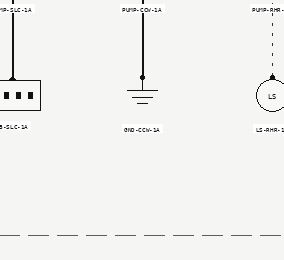 MP-SLC-1A
PUMP-CCW-1A
PUMP-RHR-
LS
S-SLC-1A
GND-CCW-1A
LS-RHR-1